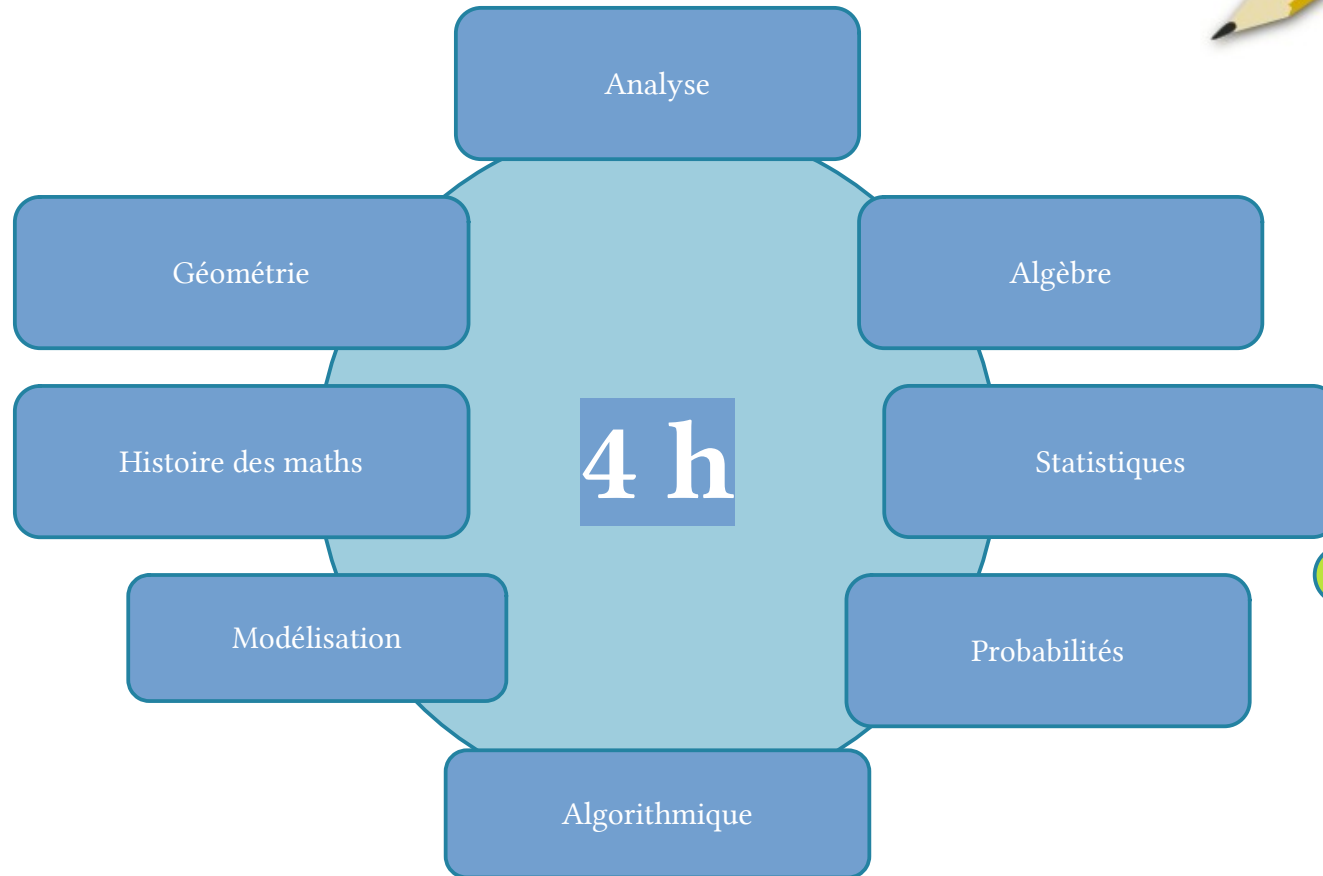 Analyse
Géométrie
Algèbre
Histoire des maths
4 h
Statistiques
Modélisation
Probabilités
Algorithmique